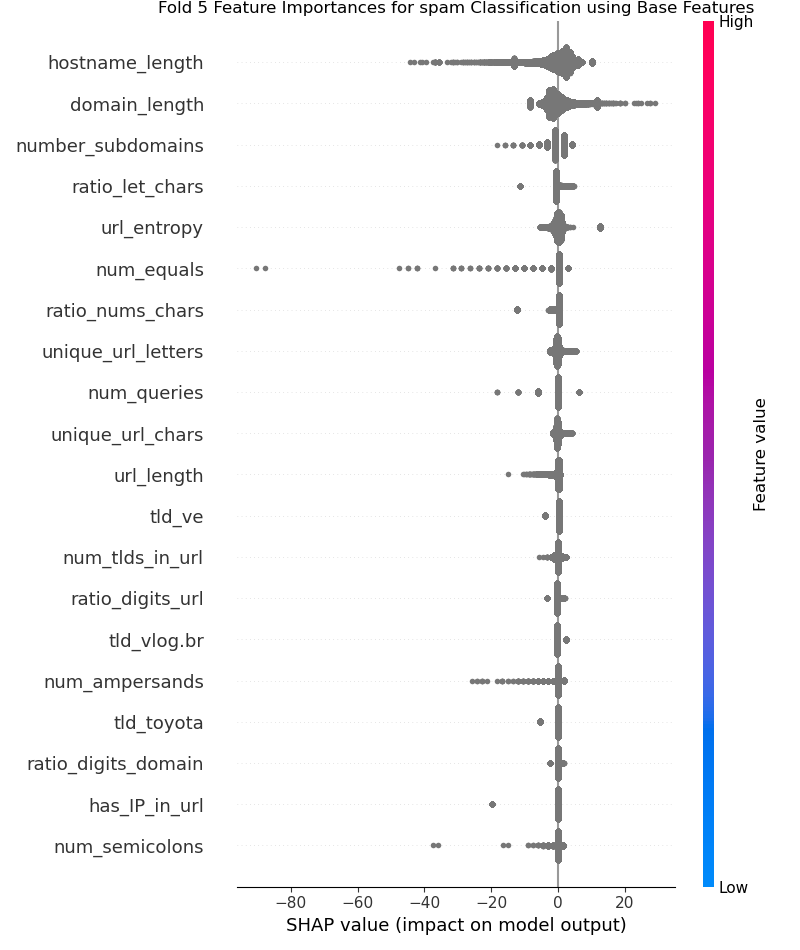 Fold 5 Feature Importances for spam Classification using Base Features
High
hostname_length
domain_length
number_subdomains
ratio_let_chars
url_entropy
num_equals
ratio_nums_chars
unique_url_letters
num_queries
unique_url_chars
url_length
tld_ve
num_tlds_in_url
ratio_digits_url
tld_vlog.br
num_ampersands
tld_toyota
ratio_digits_domain
has_IP_in_url
num_semicolons
Feature value
Low
−80 −60 −40 −20 0 20
SHAP value (impact on model output)